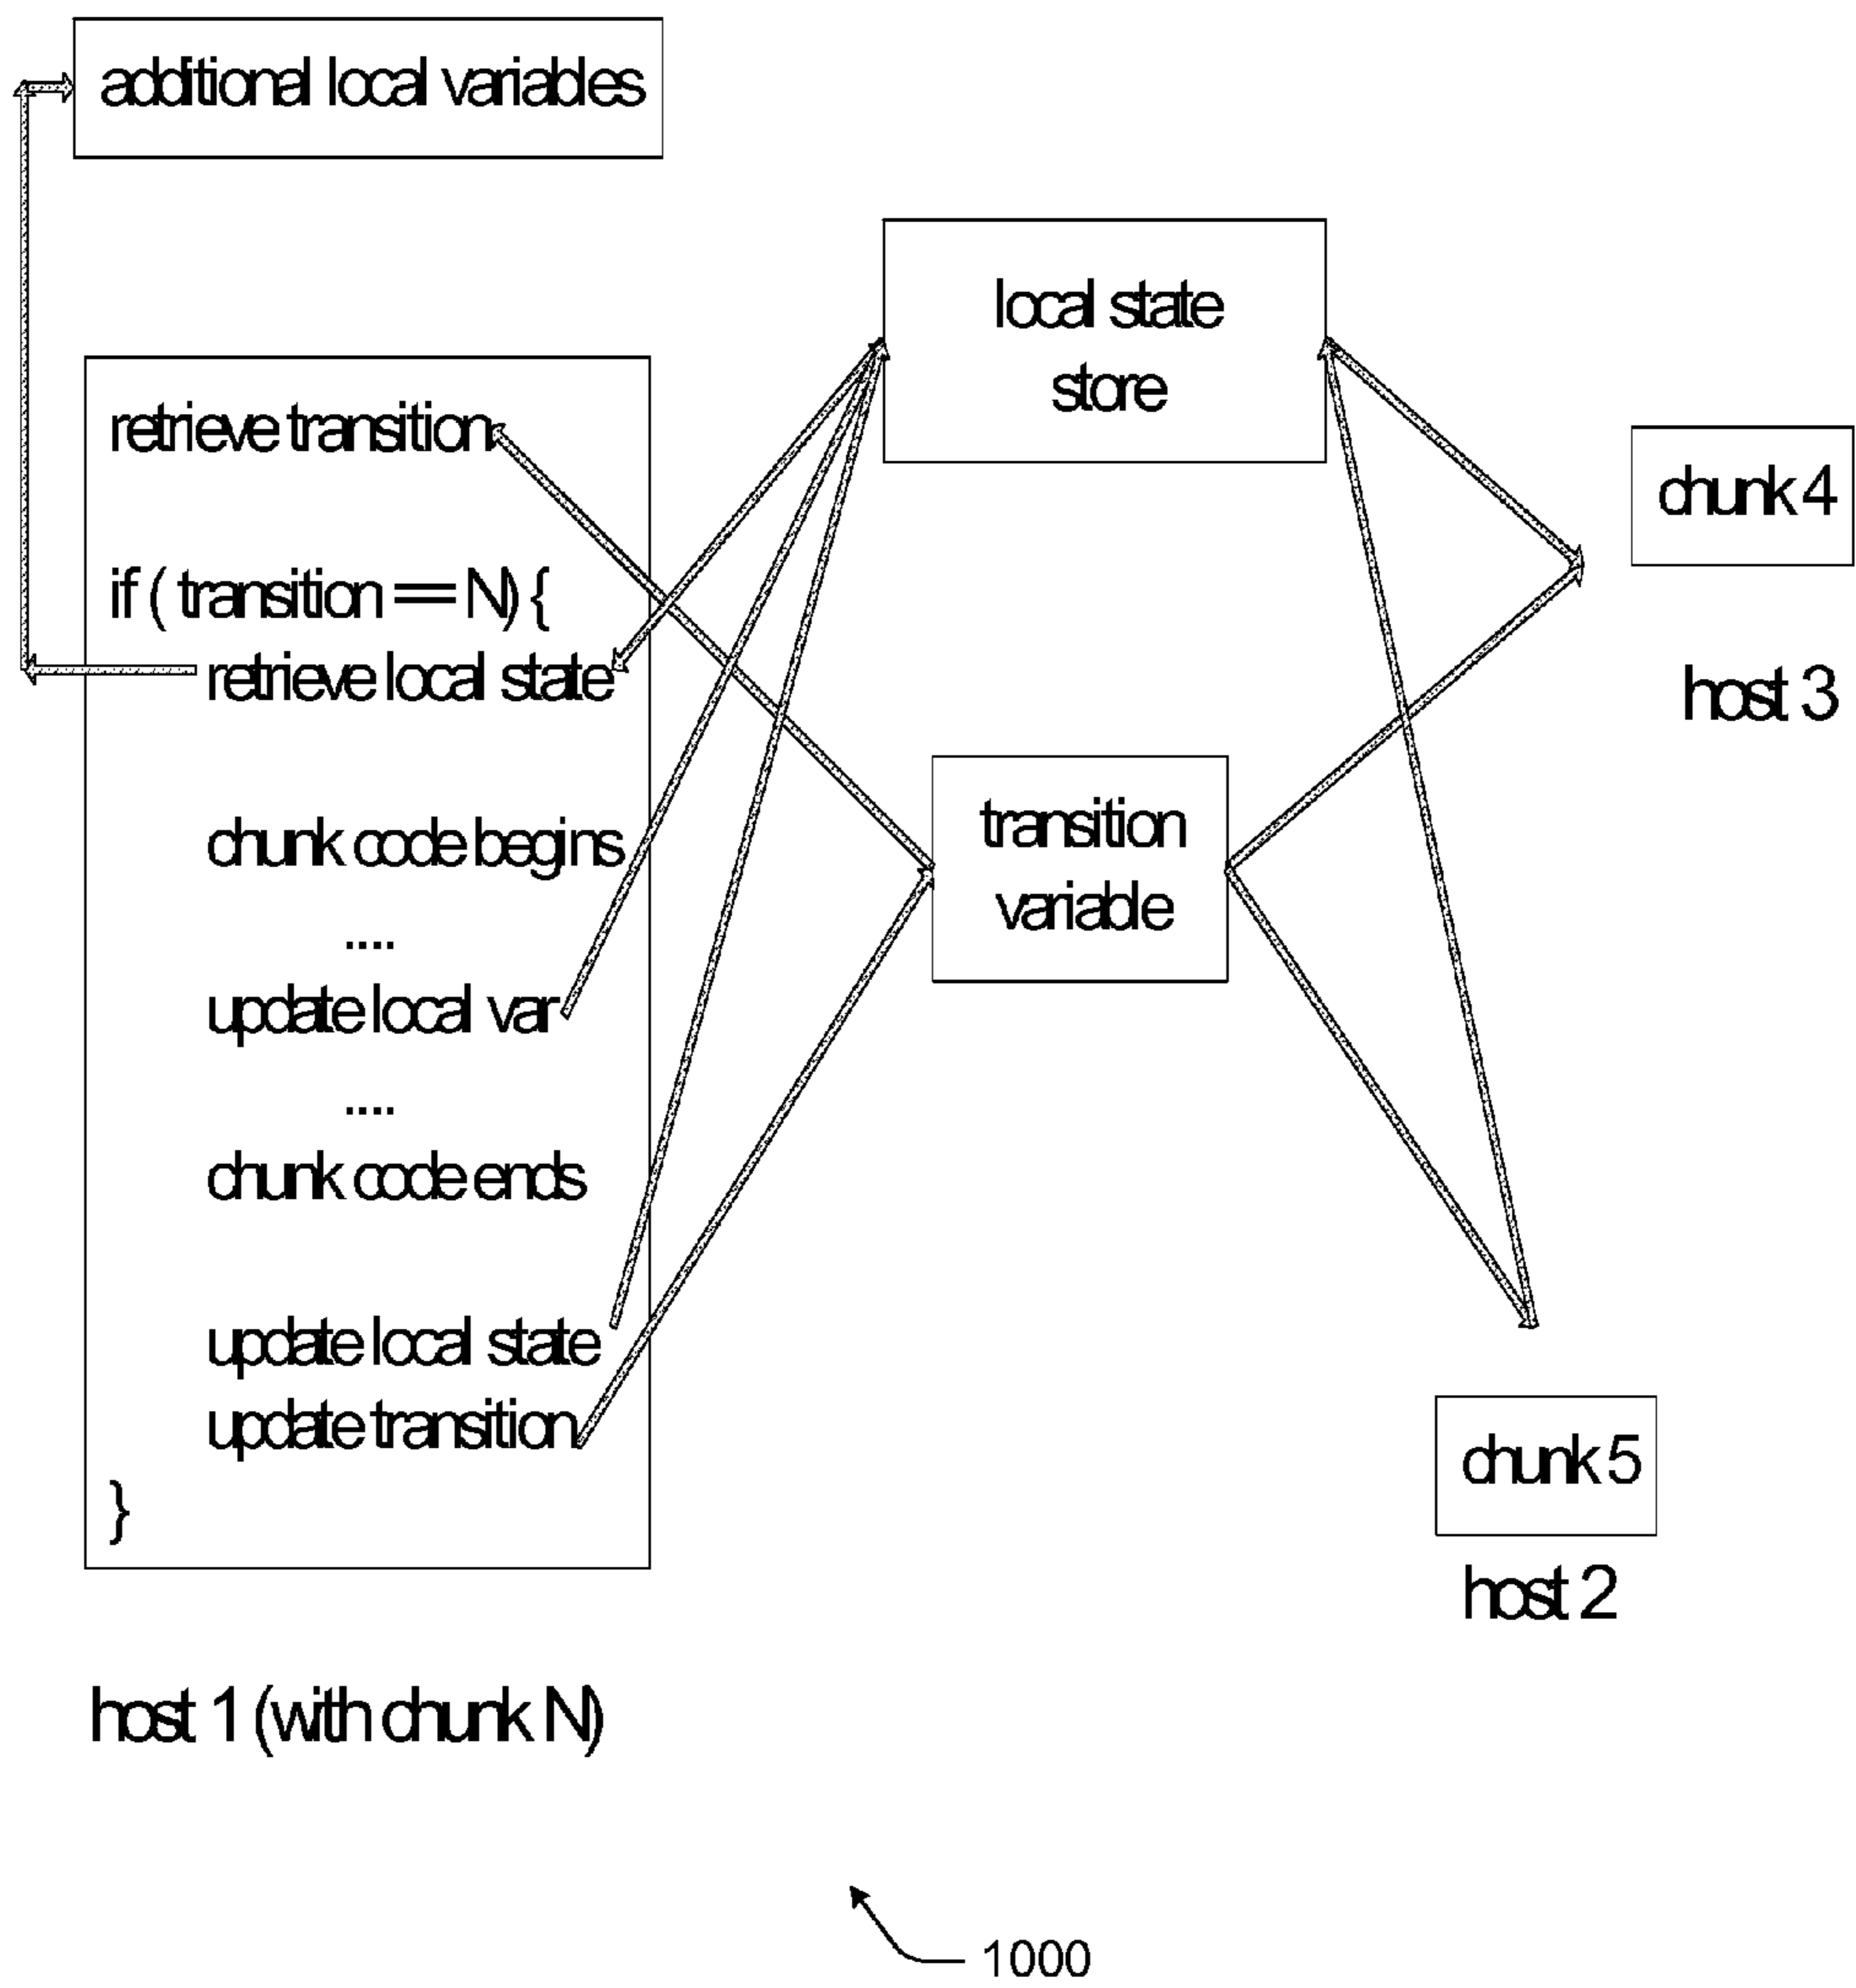 additional local variables
local state
store
retrieve transition
if ( transition == N) {
retrieve local state
chunk code begins
....
update local var
....
chunk code ends
update local state
update transition
}
host 1 (with chunk N)
transition
variable
chunk 4
host 3
chunk 5
host 2
1000